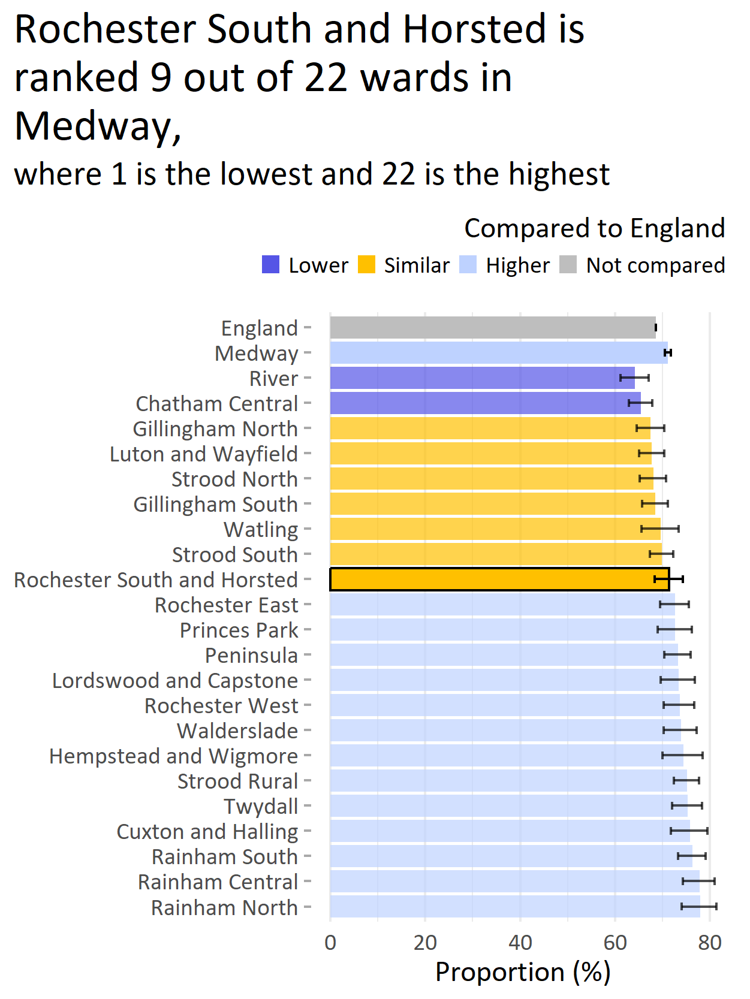 Rochester South and Horsted is
ranked 9 out of 22 wards in
Medway,
where 1 is the lowest and 22 is the highest
Compared to England
Lower Similar Higher Not compared
England
Medway
River
Chatham Central
Gillingham North
Luton and Wayfield
Strood North
Gillingham South
Watling
Strood South
Rochester South and Horsted
Rochester East
Princes Park
Peninsula
Lordswood and Capstone
Rochester West
Walderslade
Hempstead and Wigmore
Strood Rural
Twydall
Cuxton and Halling
Rainham South
Rainham Central
Rainham North
0 20 40 60 80
Proportion (%)